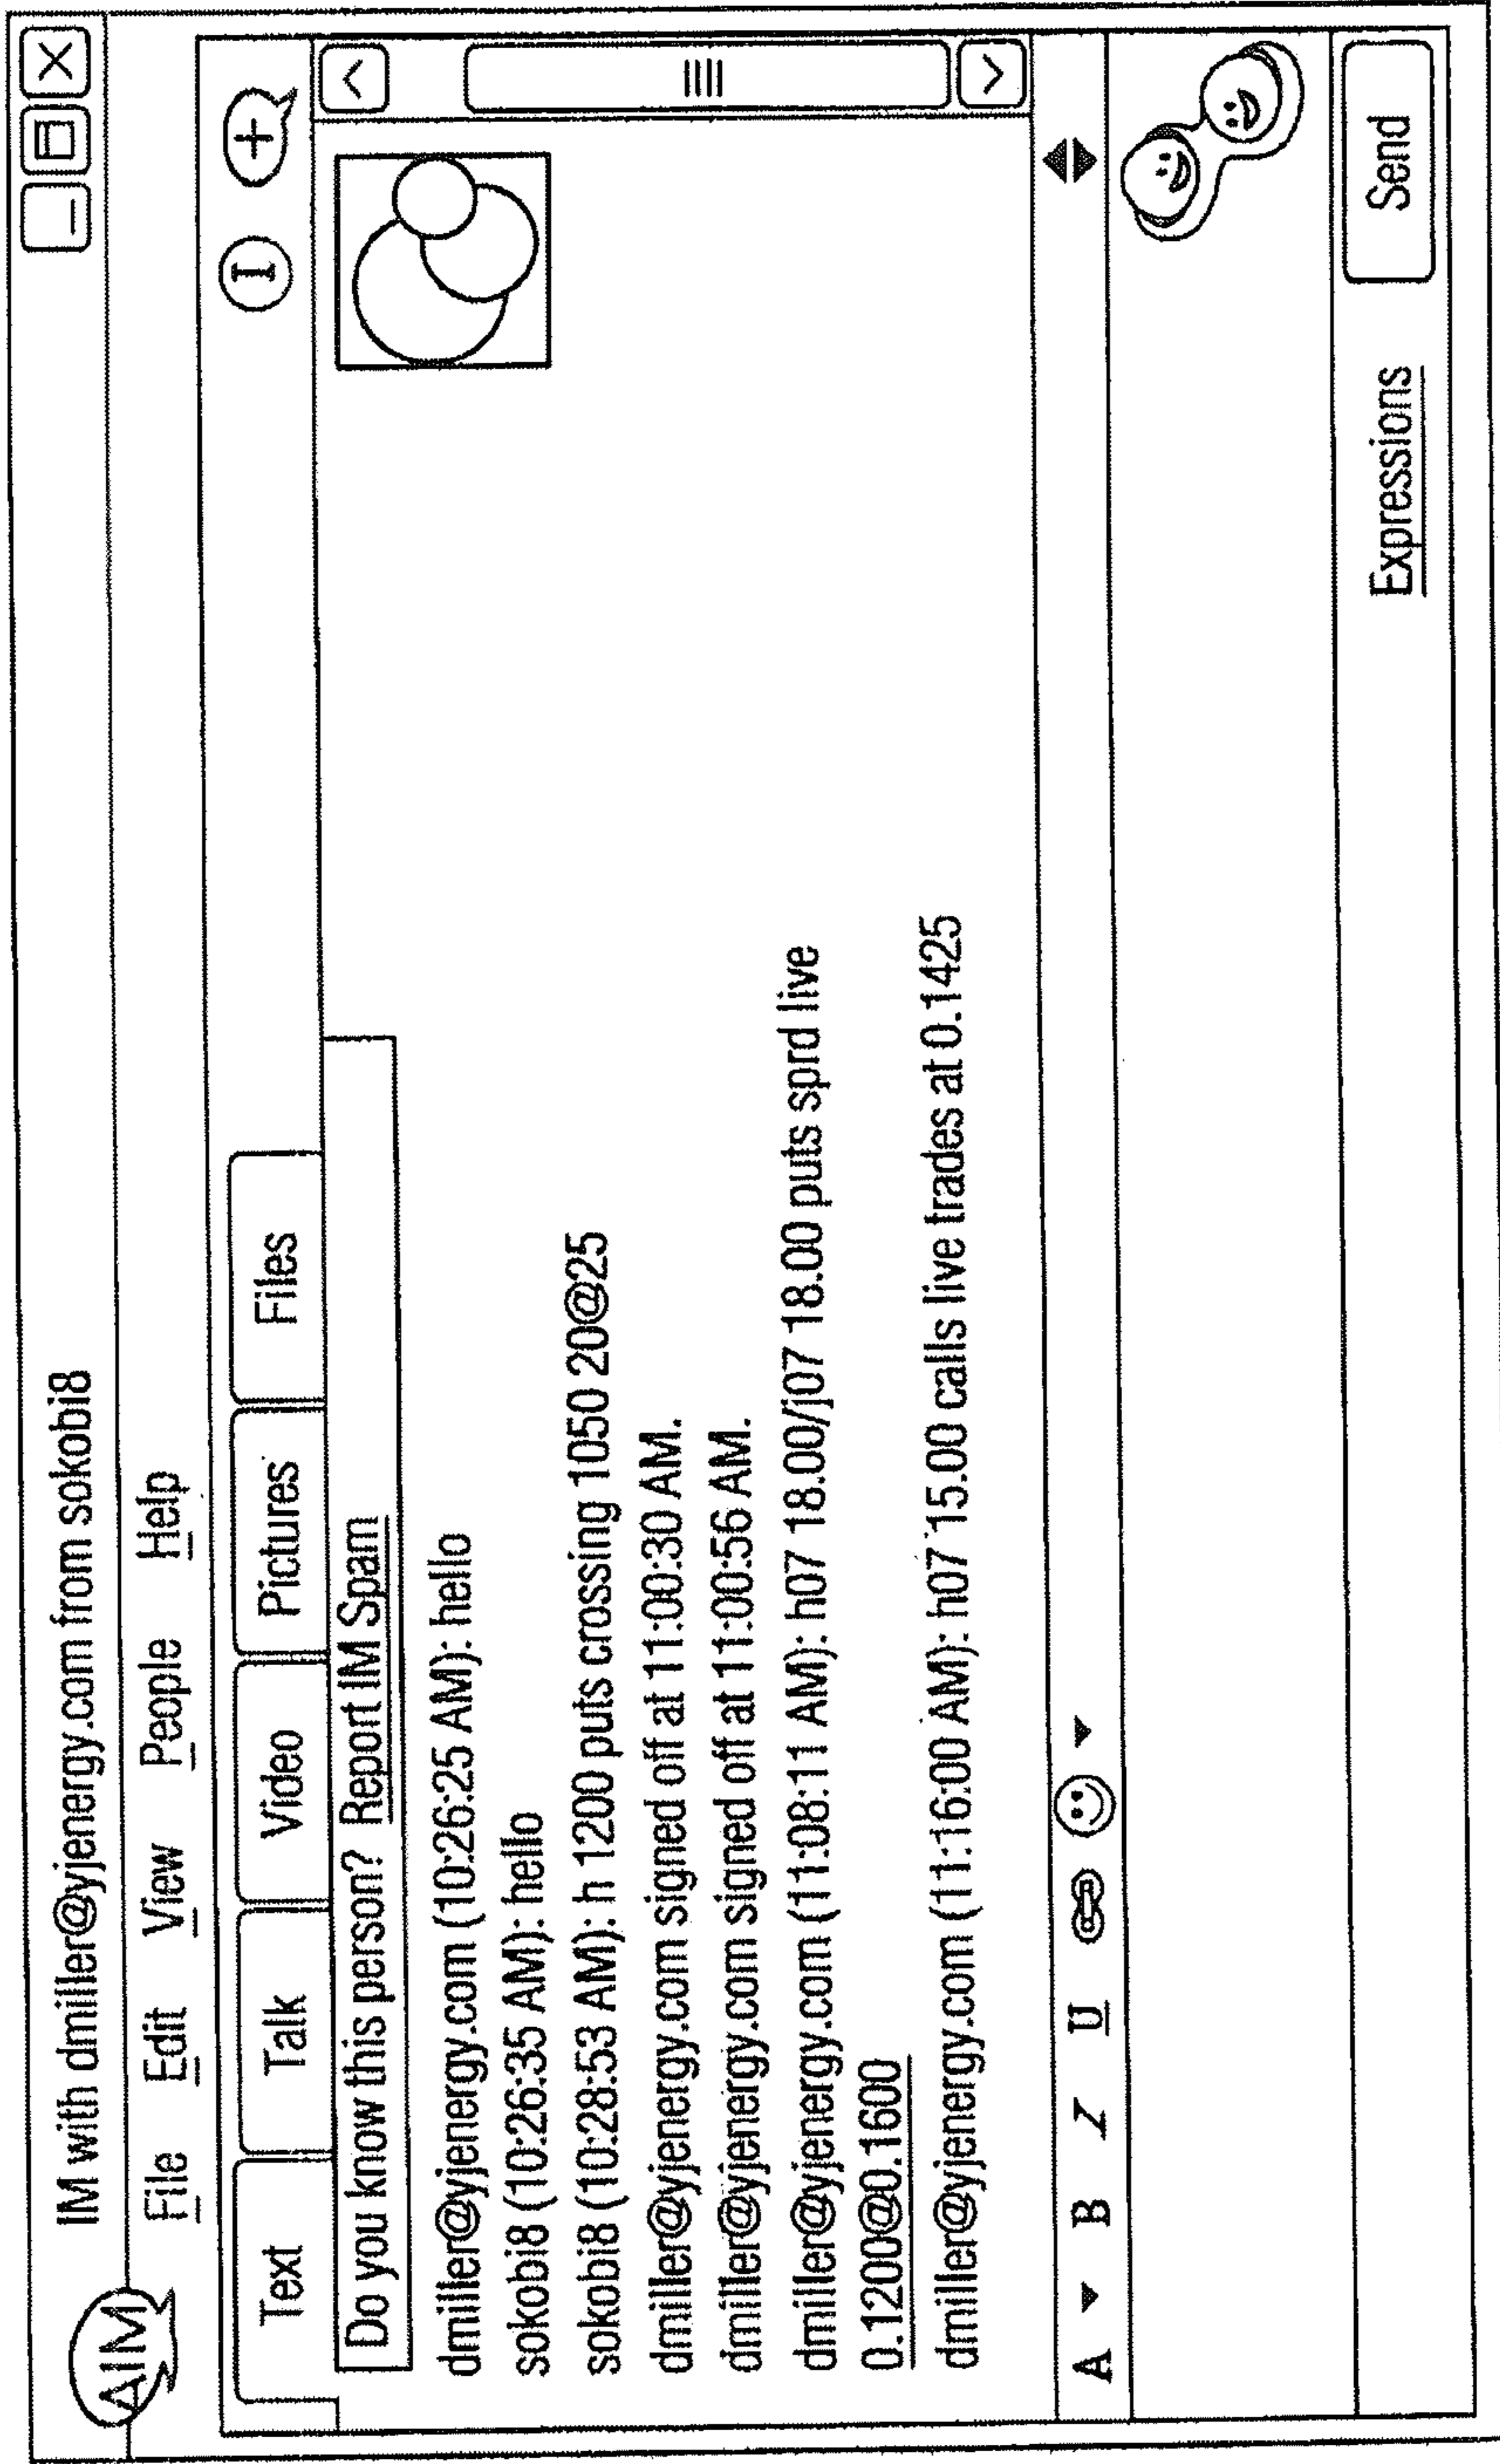 IM with dmiller@yjenergy.com from sokobi8
AIM
File Edit View People Help
Text Talk Video Pictures Files
Do you know this person? Report IM Spam
dmiller@yjenergy.com (10:26:25 AM): hello
sokobi8 (10:26:35 AM): hello
sokobi8 (10:28:53 AM): h 1200 puts crossing 1050 20@25
dmiller@yjenergy.com signed off at 11:00:30 AM.
dmiller@yjenergy.com signed off at 11:00:56 AM.
dmiller@yjenergy.com (11:08:11 AM): h07 18.00/j07 18.00 puts sprd live
0.1200@0.1600
dmiller@yjenergy.com (11:16:00 AM): h07 15.00 calls live trades at 0.1425
A B I U
Expressions Send